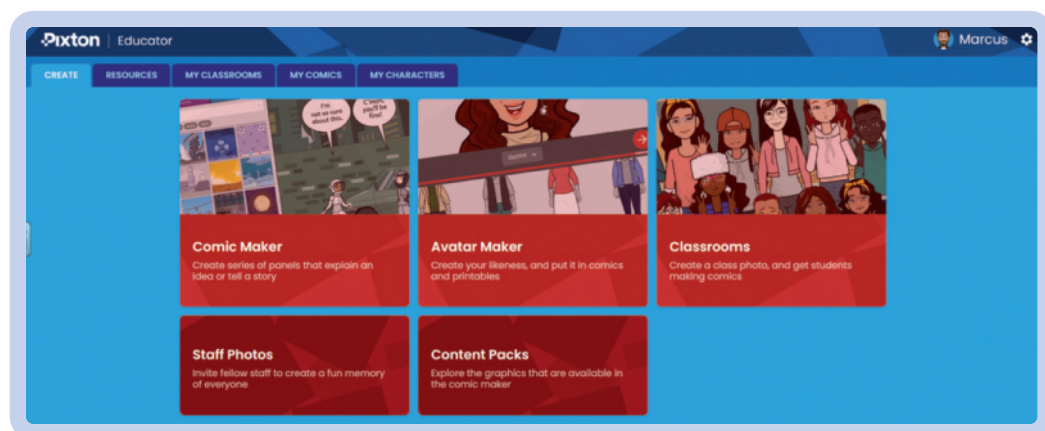 Pixton | Educator
Marcus
CREATE RESOURCES MY CLASSROOMS MY COMICS MY CHARACTERS
I'm not so sure about this.
C'mon, you'll be fine!
OUTFIT
Comic Maker
Create series of panels that explain an
idea or tell a story
Avatar Maker
Create your likeness, and put it in comics
and printables
Classrooms
Create a class photo, and get students
making comics
Staff Photos
Invite fellow staff to create a fun memory
of everyone
Content Packs
Explore the graphics that are available in
the comic maker